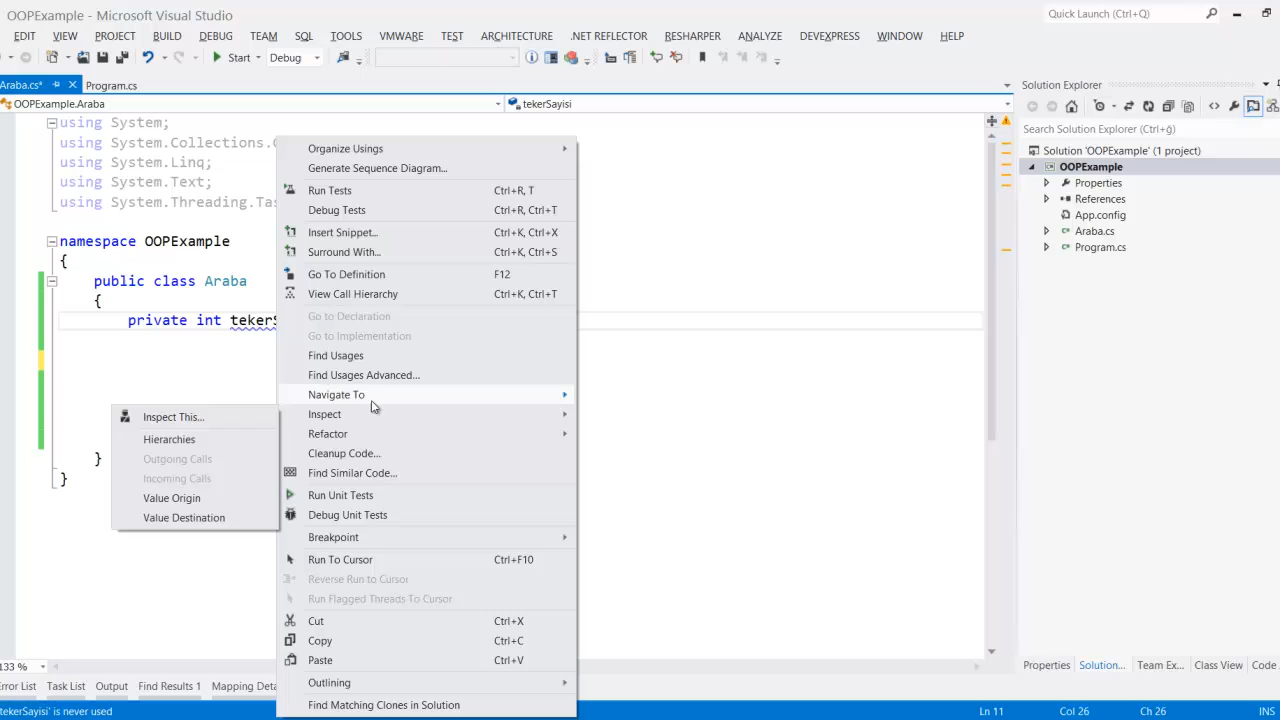 OOPExample - Microsoft Visual Studio
Quick Launch (Ctrl+Q)
EDIT VIEW PROJECT BUILD DEBUG TEAM SQL TOOLS VMWARE TEST ARCHITECTURE .NET REFLECTOR RESHARPER ANALYZE DEVEXPRESS WINDOW HELP
Start Debug
Araba.cs* Program.cs
OOPExample.Araba tekerSayisi
using System;
using System.Collections.
using System.Linq;
using System.Text;
using System.Threading.Tas
namespace OOPExample
{
public class Araba
{
private int tekerS
}
}
Organize Usings
Generate Sequence Diagram...
Run Tests Ctrl+R, T
Debug Tests Ctrl+R, Ctrl+T
Insert Snippet... Ctrl+K, Ctrl+X
Surround With... Ctrl+K, Ctrl+S
Go To Definition F12
View Call Hierarchy Ctrl+K, Ctrl+T
Go to Declaration
Go to Implementation
Find Usages
Find Usages Advanced...
Navigate To
Inspect
Refactor
Cleanup Code...
Find Similar Code...
Run Unit Tests
Debug Unit Tests
Breakpoint
Run To Cursor Ctrl+F10
Reverse Run to Cursor
Run Flagged Threads To Cursor
Cut Ctrl+X
Copy Ctrl+C
Paste Ctrl+V
Outlining
Find Matching Clones in Solution
Inspect This...
Hierarchies
Outgoing Calls
Incoming Calls
Value Origin
Value Destination
Solution Explorer
Search Solution Explorer (Ctrl+ğ)
Solution 'OOPExample' (1 project)
OOPExample
Properties
References
App.config
Araba.cs
Program.cs
133 %
Properties Solution... Team Ex... Class View Code
Error List Task List Output Find Results 1 Mapping Deta
tekerSayisi' is never used
Ln 11 Col 26 Ch 26 INS